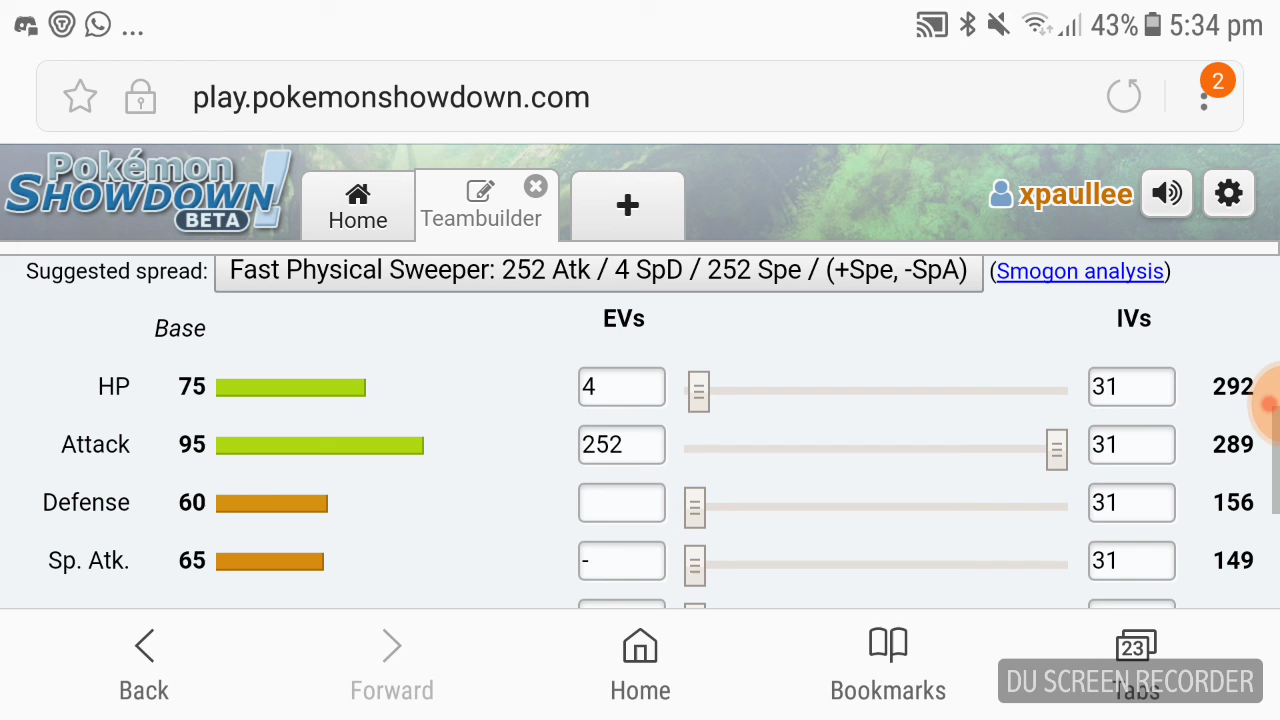 ... 43% 5:34 pm
play.pokemonshowdown.com 2
Pokémon
SHOWDOWN!
BETA
Home
Teambuilder
+
xpaullee
Suggested spread: Fast Physical Sweeper: 252 Atk / 4 SpD / 252 Spe / (+Spe, -SpA) (Smogon analysis)
Base EVs IVs
HP 75 4 31 292
Attack 95 252 31 289
Defense 60 31 156
Sp. Atk. 65 - 31 149
23
Back Forward Home Bookmarks Tabs
DU SCREEN RECORDER